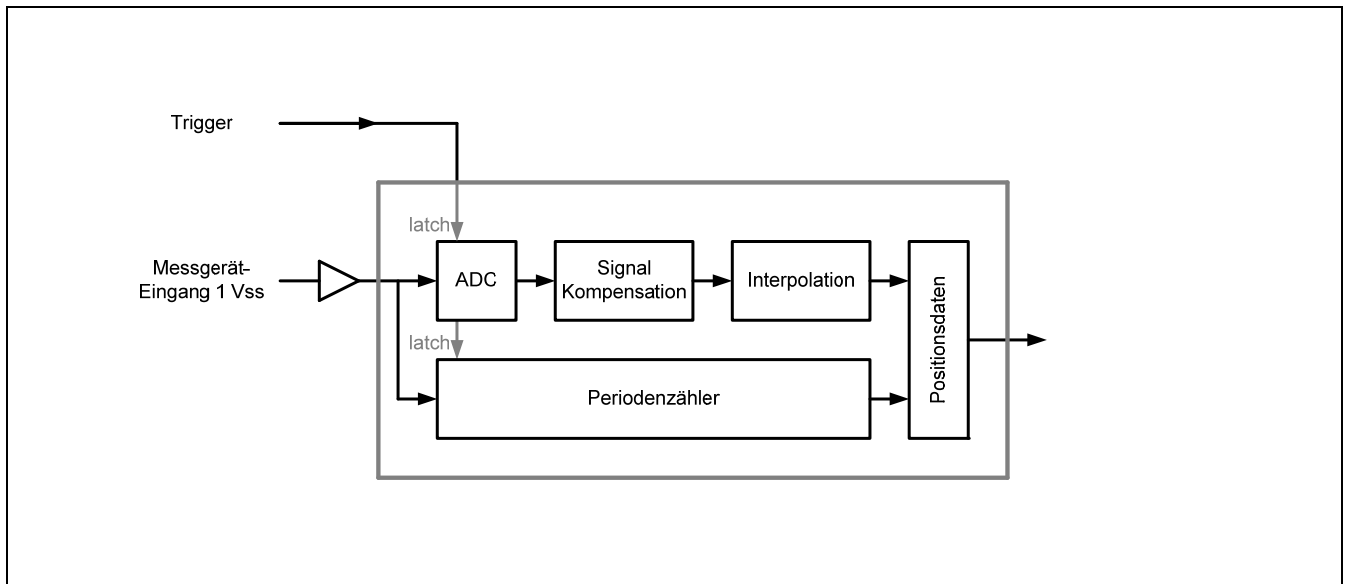 Trigger
latch
Messgerät-
Eingang 1 Vss
ADC
Signal
Kompensation
Interpolation
Positionsdaten
latch
Periodenzähler